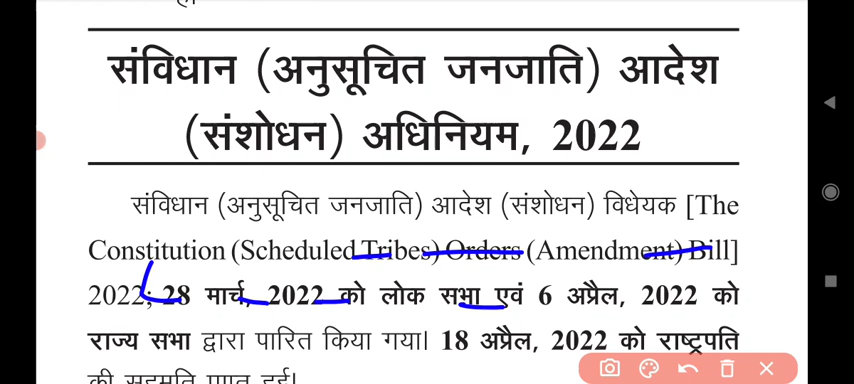 संविधान (अनुसूचित जनजाति) आदेश
(संशोधन) अधिनियम, 2022
संविधान (अनुसूचित जनजाति) आदेश (संशोधन) विधेयक [The
Constitution (Scheduled Tribes) Orders (Amendment) Bill]
2022; 28 मार्च, 2022 को लोक सभा एवं 6 अप्रैल, 2022 को
राज्य सभा द्वारा पारित किया गया। 18 अप्रैल, 2022 को राष्ट्रपति
की सहमति प्राप्त हुई।